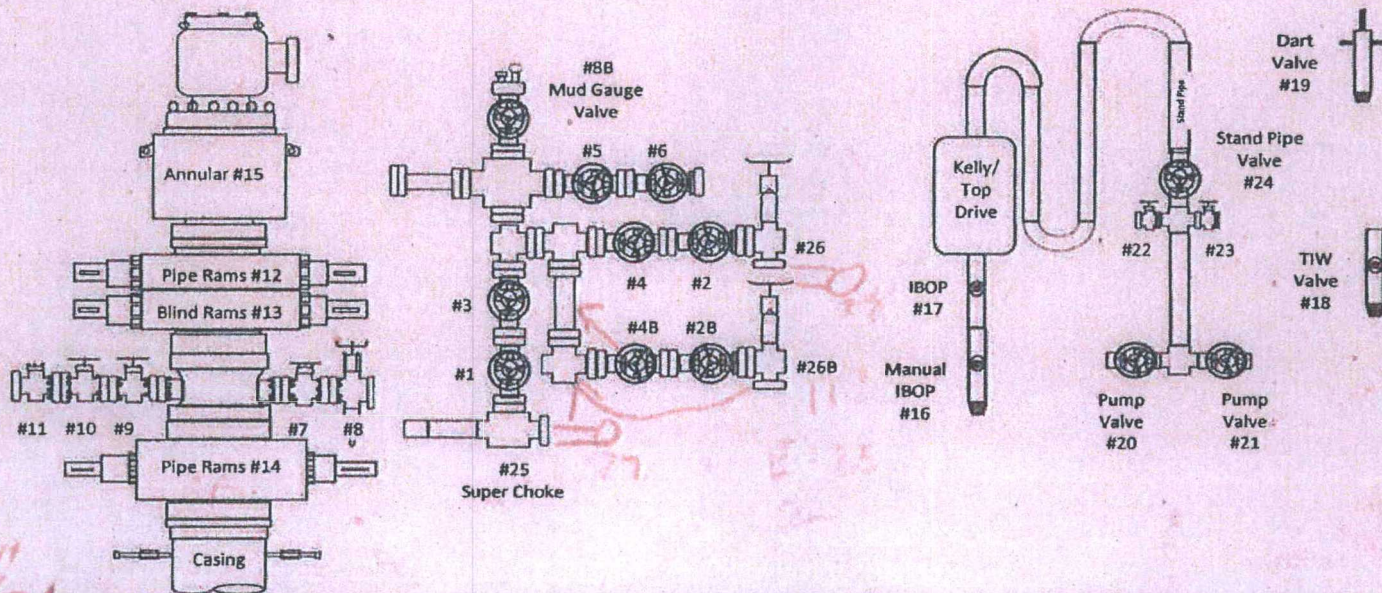 Annular #15
Pipe Rams #12
Blind Rams #13
#11 #10 #9 #7 #8
Pipe Rams #14
Casing
#8B
Mud Gauge
Valve
#5 #6
#4 #2
#26
#3
#4B #2B
#26B
#1
#25
Super Choke
Kelly/
Top
Drive
IBOP
#17
Manual
IBOP
#16
Stand Pipe
Stand Pipe
Valve
#24
#22 #23
Pump
Valve
#20
Pump
Valve
#21
Dart
Valve
#19
TIW
Valve
#18